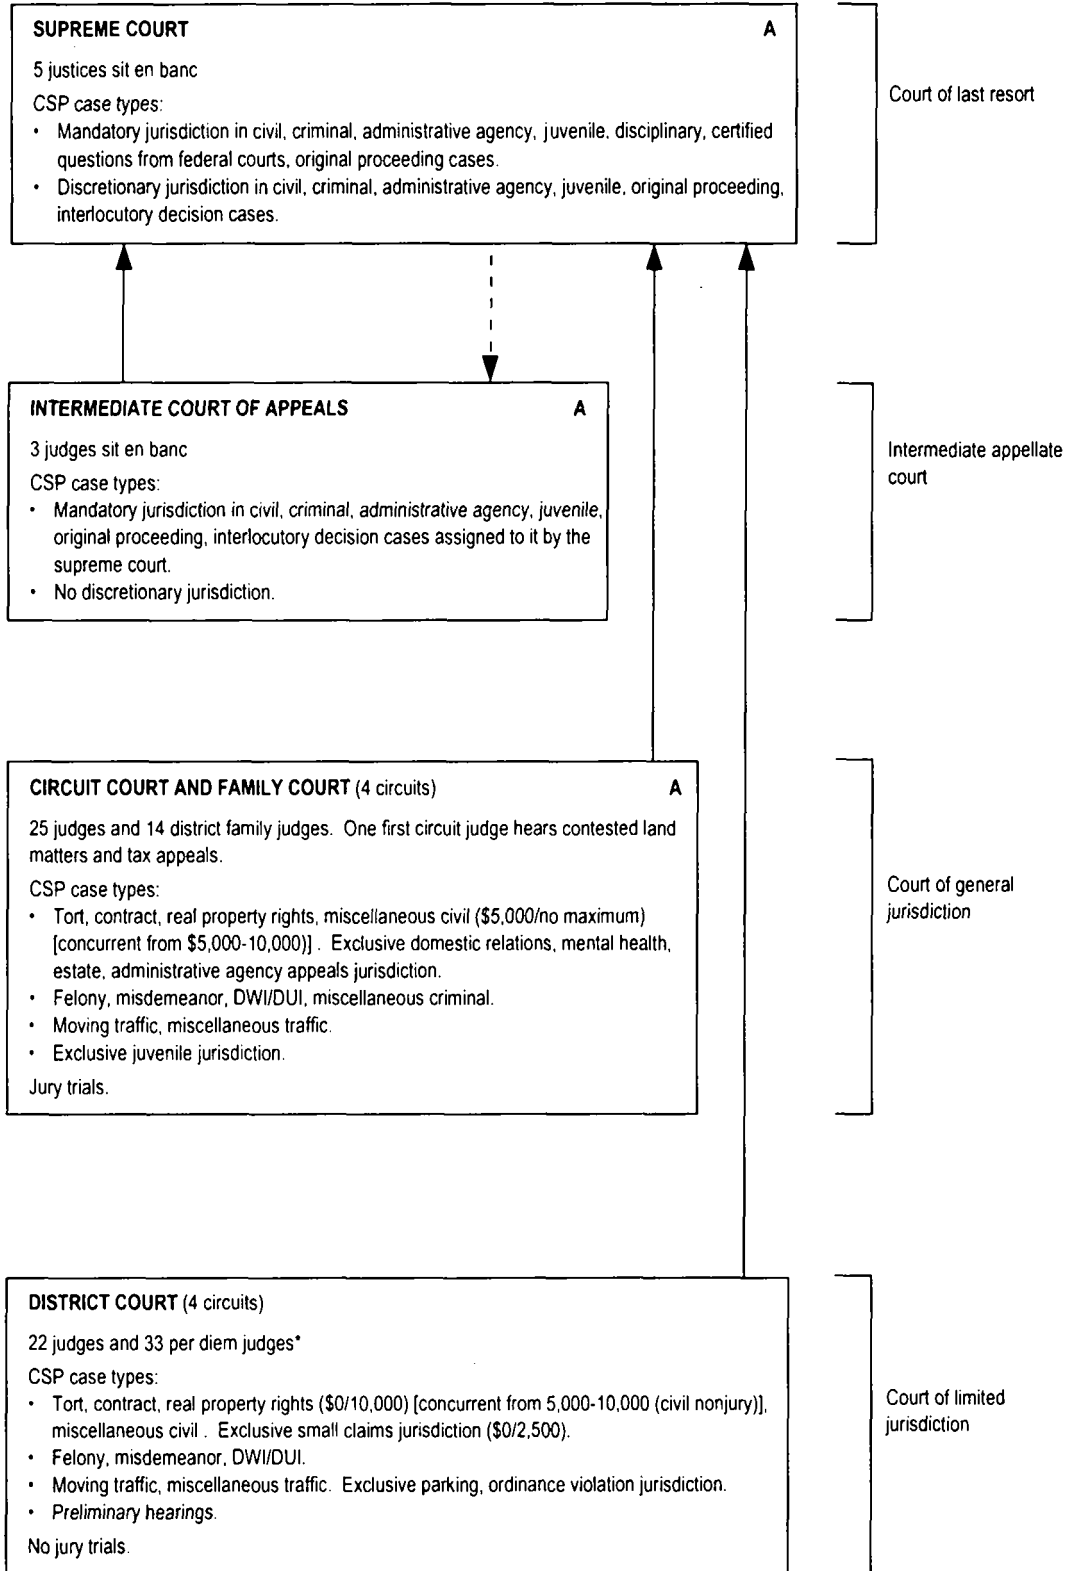 SUPREME COURT A
5 justices sit en banc
CSP case types:
• Mandatory jurisdiction in civil, criminal, administrative agency, juvenile, disciplinary, certified
questions from federal courts, original proceeding cases.
• Discretionary jurisdiction in civil, criminal, administrative agency, juvenile, original proceeding,
interlocutory decision cases.
Court of last resort
INTERMEDIATE COURT OF APPEALS A
3 judges sit en banc
CSP case types:
• Mandatory jurisdiction in civil, criminal, administrative agency, juvenile,
original proceeding, interlocutory decision cases assigned to it by the
supreme court.
• No discretionary jurisdiction.
Intermediate appellate
court
CIRCUIT COURT AND FAMILY COURT (4 circuits) A
25 judges and 14 district family judges. One first circuit judge hears contested land
matters and tax appeals.
CSP case types:
• Tort, contract, real property rights, miscellaneous civil ($5,000/no maximum)
[concurrent from $5,000-10,000)] . Exclusive domestic relations, mental health,
estate, administrative agency appeals jurisdiction.
• Felony, misdemeanor, DWI/DUI, miscellaneous criminal.
• Moving traffic, miscellaneous traffic.
• Exclusive juvenile jurisdiction.
Jury trials.
Court of general
jurisdiction
DISTRICT COURT (4 circuits)
22 judges and 33 per diem judges*
CSP case types:
• Tort, contract, real property rights ($0/10,000) [concurrent from 5,000-10,000 (civil nonjury)],
miscellaneous civil . Exclusive small claims jurisdiction ($0/2,500).
• Felony, misdemeanor, DWI/DUI.
• Moving traffic, miscellaneous traffic. Exclusive parking, ordinance violation jurisdiction.
• Preliminary hearings.
No jury trials.
Court of limited
jurisdiction